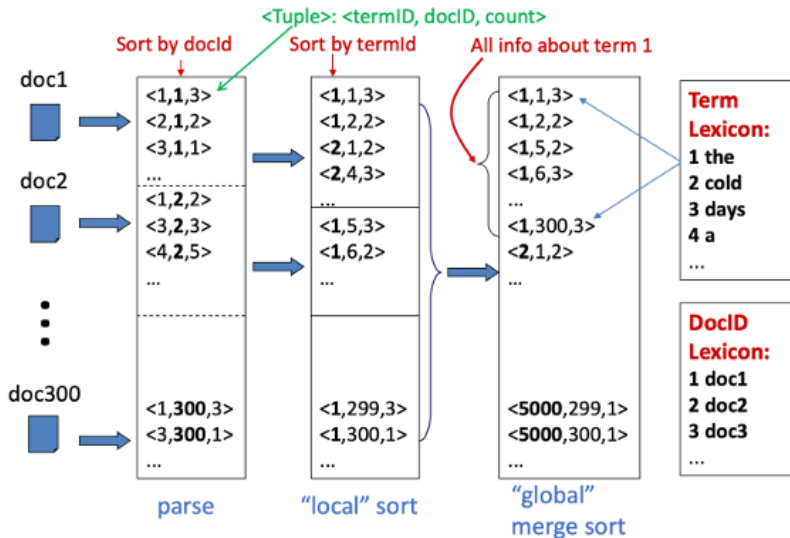 <Tuple>: <termID, docID, count>
Sort by docId
Sort by termId
All info about term 1
doc1
doc2
doc300
<1,1,3>
<2,1,2>
<3,1,1>
...
<1,2,2>
<3,2,3>
<4,2,5>
...
<1,300,3>
<3,300,1>
...
parse
<1,1,3>
<1,2,2>
<2,1,2>
<2,4,3>
...
<1,5,3>
<1,6,2>
...
<1,299,3>
<1,300,1>
...
“local” sort
<1,1,3>
<1,2,2>
<1,5,2>
<1,6,3>
...
<1,300,3>
<2,1,2>
...
<5000,299,1>
<5000,300,1>
...
“global”
merge sort
Term
Lexicon:
1 the
2 cold
3 days
4 a
...
DocID
Lexicon:
1 doc1
2 doc2
3 doc3
...